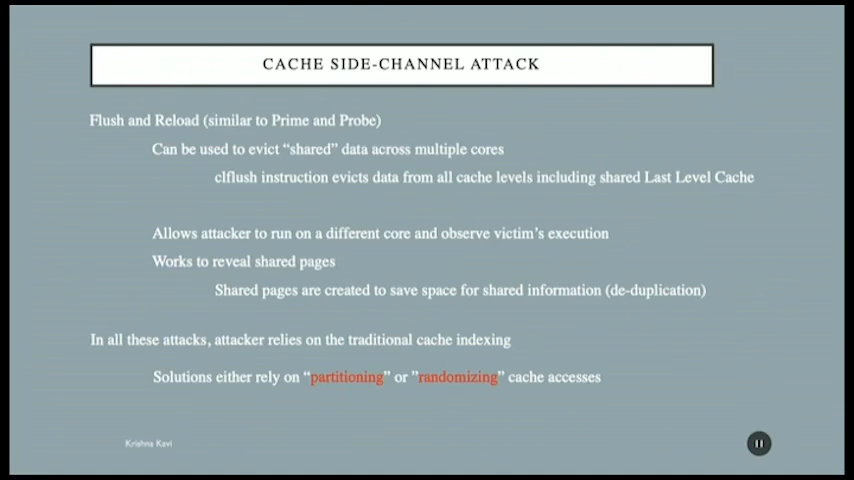 CACHE SIDE-CHANNEL ATTACK
Flush and Reload (similar to Prime and Probe)
Can be used to evict “shared” data across multiple cores
clflush instruction evicts data from all cache levels including shared Last Level Cache
Allows attacker to run on a different core and observe victim’s execution
Works to reveal shared pages
Shared pages are created to save space for shared information (de-duplication)
In all these attacks, attacker relies on the traditional cache indexing
Solutions either rely on “partitioning” or ”randomizing” cache accesses
Krishna Kavi